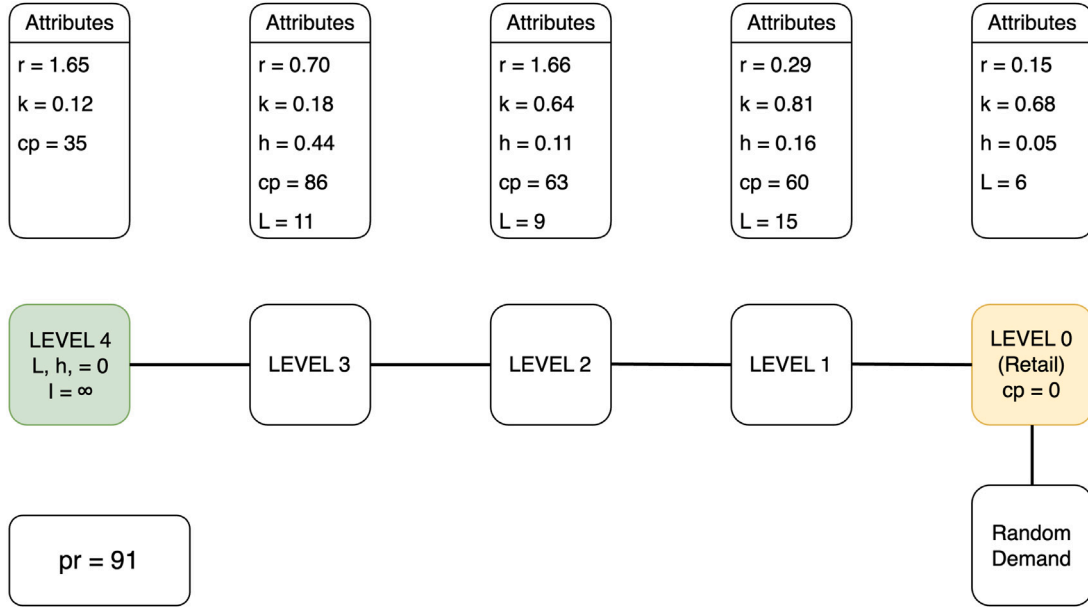 Attributes
r = 1.65
k = 0.12
cp = 35
Attributes
r = 0.70
k = 0.18
h = 0.44
cp = 86
L = 11
Attributes
r = 1.66
k = 0.64
h = 0.11
cp = 63
L = 9
Attributes
r = 0.29
k = 0.81
h = 0.16
cp = 60
L = 15
Attributes
r = 0.15
k = 0.68
h = 0.05
L = 6
LEVEL 4
L, h, = 0
I = ∞
LEVEL 3
LEVEL 2
LEVEL 1
LEVEL 0
(Retail)
cp = 0
pr = 91
Random
Demand